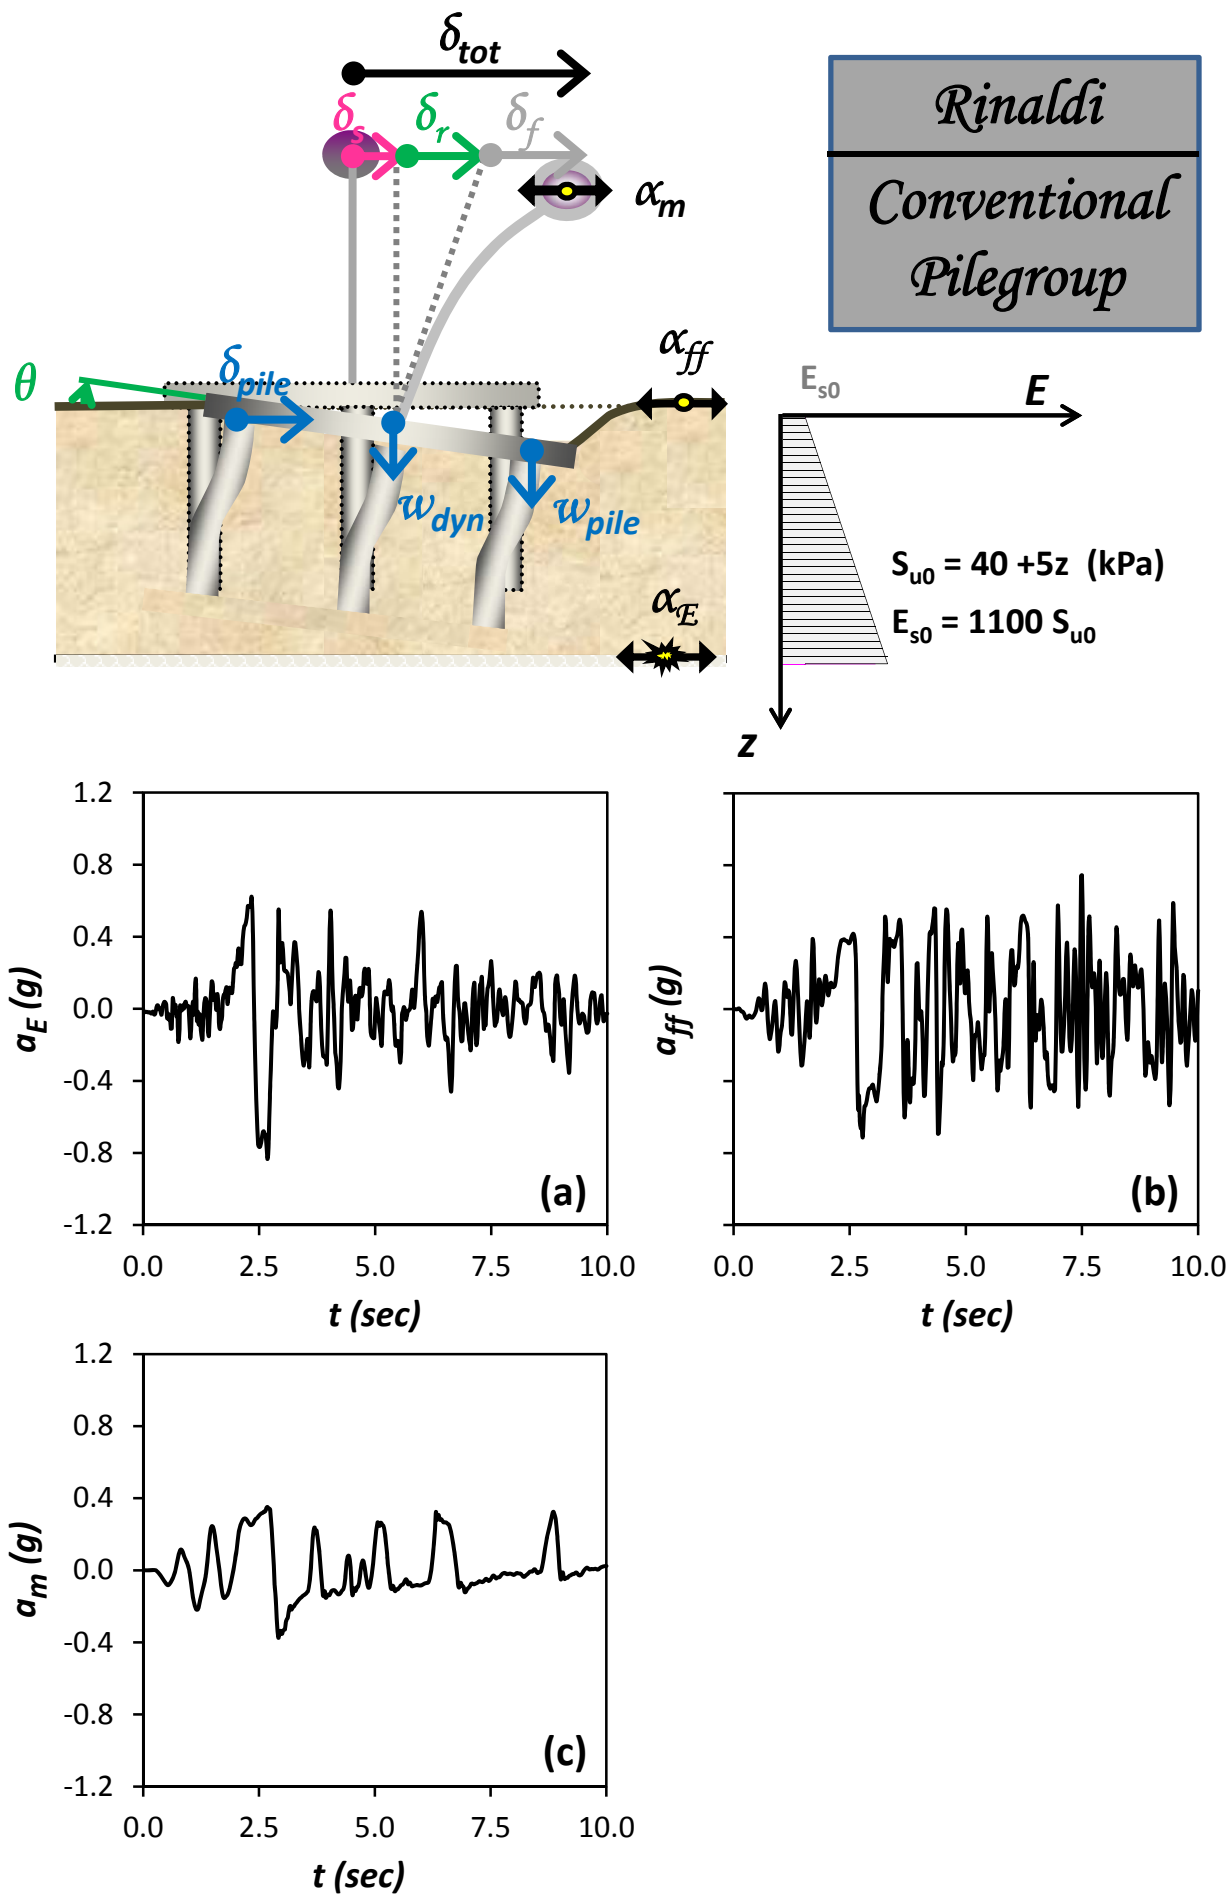 δtot
δs δr δf
αm
Rinaldi
Conventional
Pilegroup
θ
δpile
αff
wdyn
wpile
αE
Es0
E
Su0 = 40 +5z (kPa)
Es0 = 1100 Su0
z
1.2
0.8
0.4
0.0
-0.4
-0.8
-1.2
aE (g)
0.0 2.5 5.0 7.5 10.0
t (sec)
(a)
aff (g)
0.0 2.5 5.0 7.5 10.0
t (sec)
(b)
1.2
0.8
0.4
0.0
-0.4
-0.8
-1.2
am (g)
0.0 2.5 5.0 7.5 10.0
t (sec)
(c)